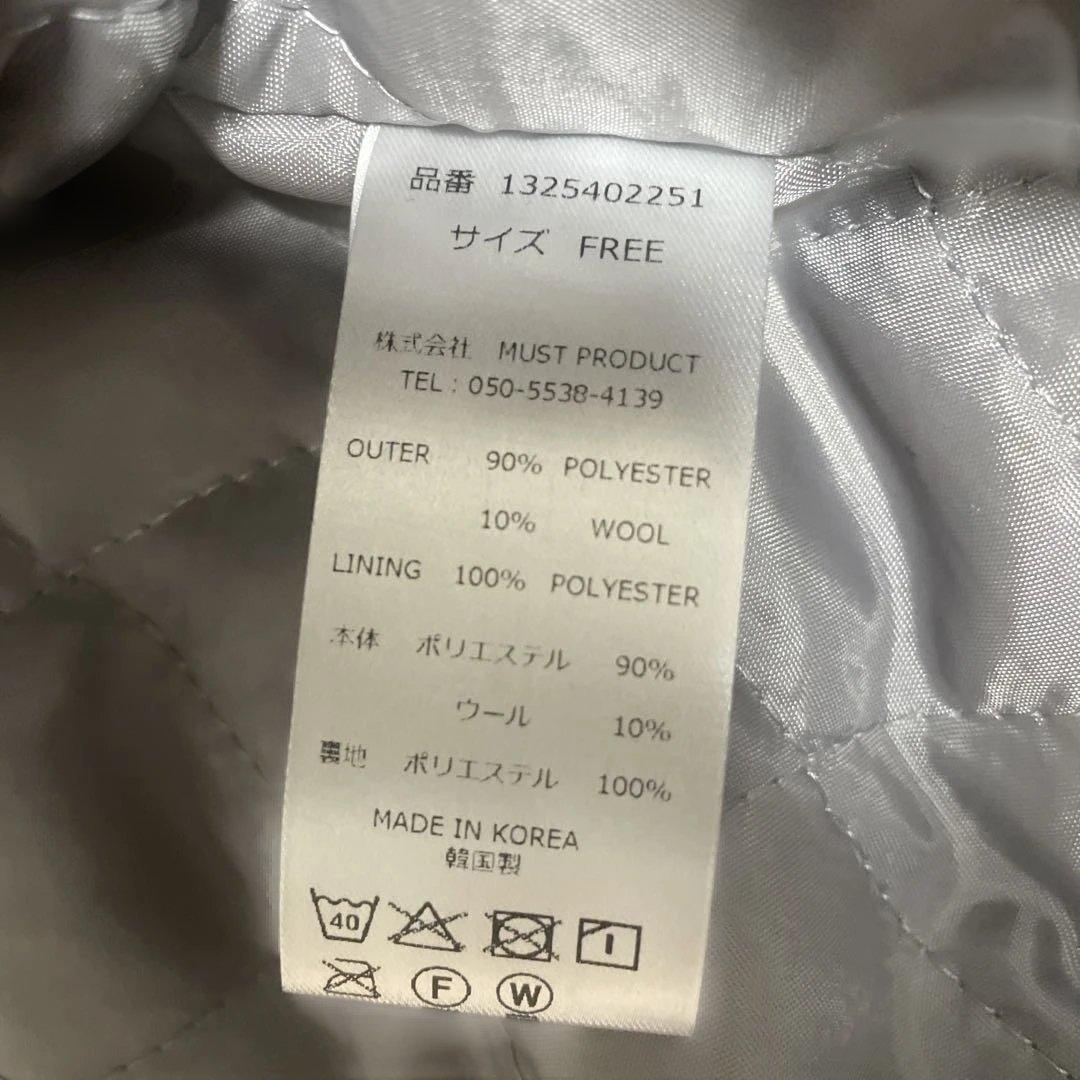 品番 1325402251
サイズ FREE
株式会社 MUST PRODUCT
TEL : 050-5538-4139
OUTER 90% POLYESTER
10% WOOL
LINING 100% POLYESTER
本体 ポリエステル 90%
ウール 10%
裏地 ポリエステル 100%
MADE IN KOREA
韓国製
40
F W